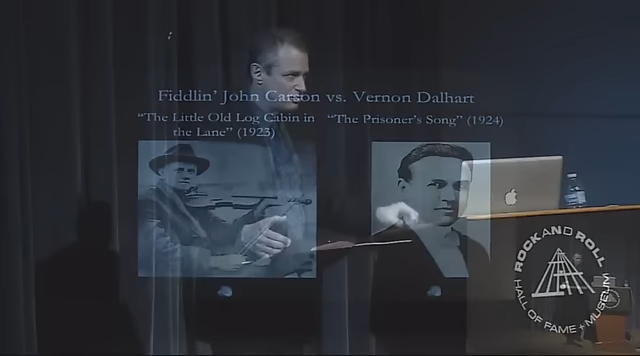 Fiddlin' John Carson vs. Vernon Dalhart
"The Little Old Log Cabin in
the Lane" (1923)
"The Prisoner's Song" (1924)
ROCK AND ROLL
HALL OF FAME + MUSEUM